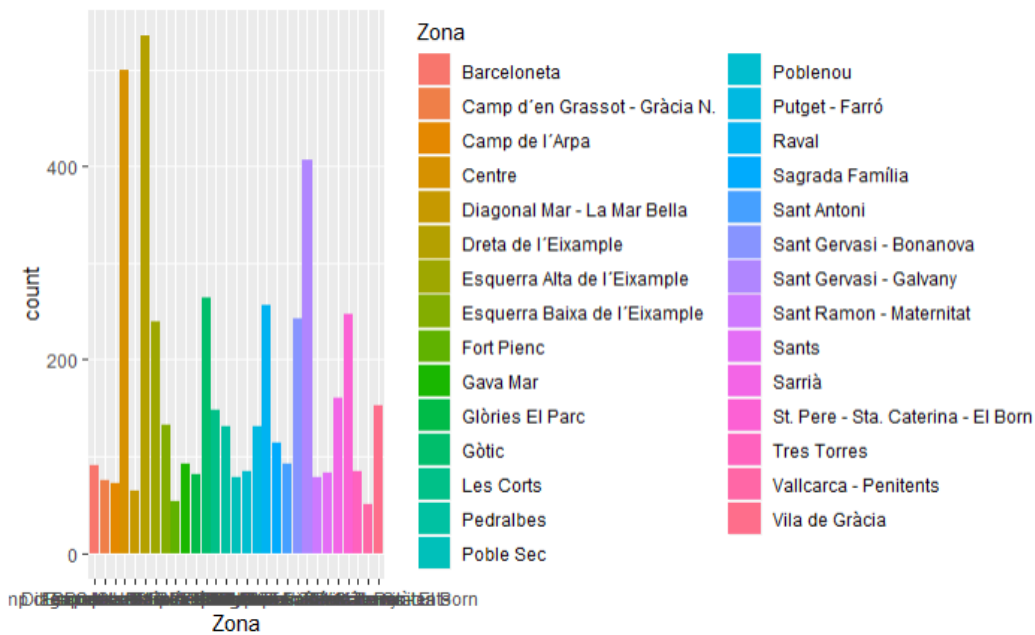 Zona
Barceloneta
Camp d´en Grassot - Gràcia N.
Camp de l´Arpa
Centre
Diagonal Mar - La Mar Bella
Dreta de l´Eixample
Esquerra Alta de l´Eixample
Esquerra Baixa de l´Eixample
Fort Pienc
Gava Mar
Glòries El Parc
Gòtic
Les Corts
Pedralbes
Poble Sec
Poblenou
Putget - Farró
Raval
Sagrada Família
Sant Antoni
Sant Gervasi - Bonanova
Sant Gervasi - Galvany
Sant Ramon - Maternitat
Sants
Sarrià
St. Pere - Sta. Caterina - El Born
Tres Torres
Vallcarca - Penitents
Vila de Gràcia
count
400
200
0
Born
Zona